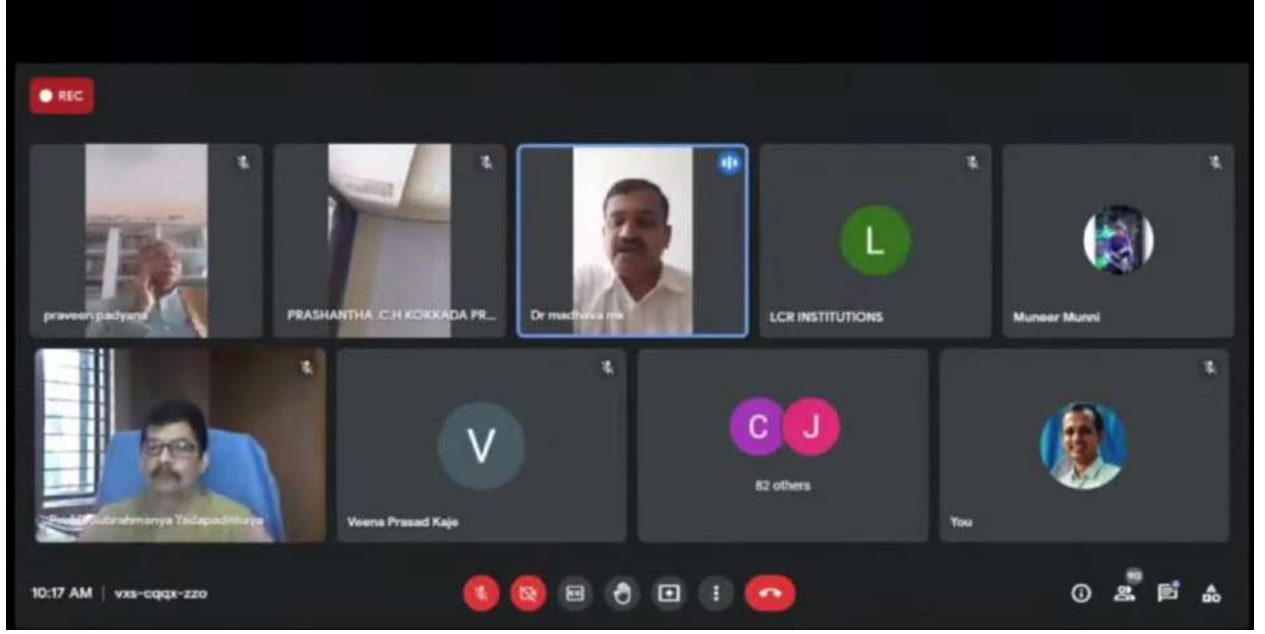 REC
praveen padyana
PRASHANTHA .C.H KOKKADA PR...
Dr madhava mk
L
LCR INSTITUTIONS
Muneer Munni
Subrahmanya Yadapadithaya
V
Veena Prasad Kaje
C J
82 others
You
10:17 AM | vxs-cqqx-zzo
90